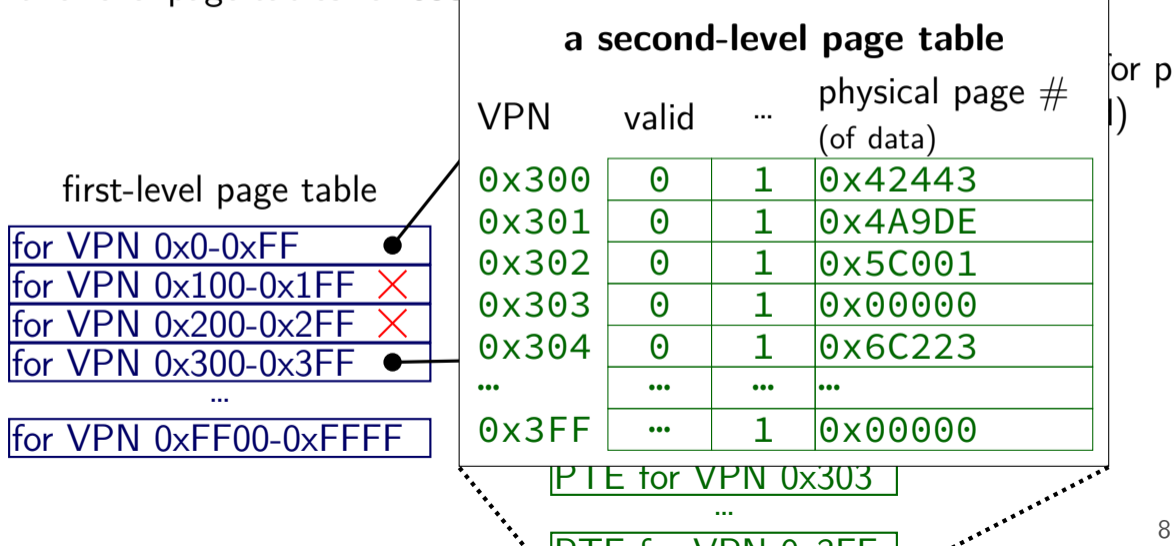 a second-level page table
or p
VPN valid ... physical page #
(of data)
first-level page table
for VPN 0x0-0xFF
for VPN 0x100-0x1FF
for VPN 0x200-0x2FF
for VPN 0x300-0x3FF
...
for VPN 0xFF00-0xFFFF
0x300 0 1 0x42443
0x301 0 1 0x4A9DE
0x302 0 1 0x5C001
0x303 0 1 0x00000
0x304 0 1 0x6C223
... ... ... ...
0x3FF ... 1 0x00000
PTE for VPN 0x303
...
8